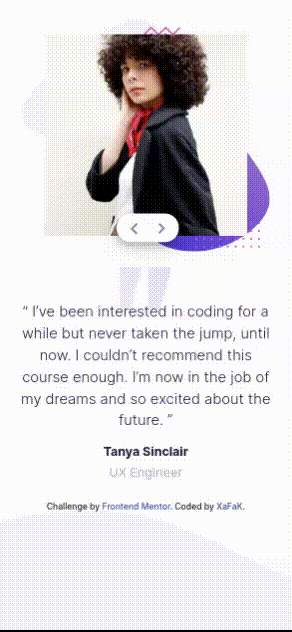 “ I’ve been interested in coding for a
while but never taken the jump, until
now. I couldn’t recommend this
course enough. I’m now in the job of
my dreams and so excited about the
future. ”
Tanya Sinclair
UX Engineer
Challenge by Frontend Mentor. Coded by XaFaK.